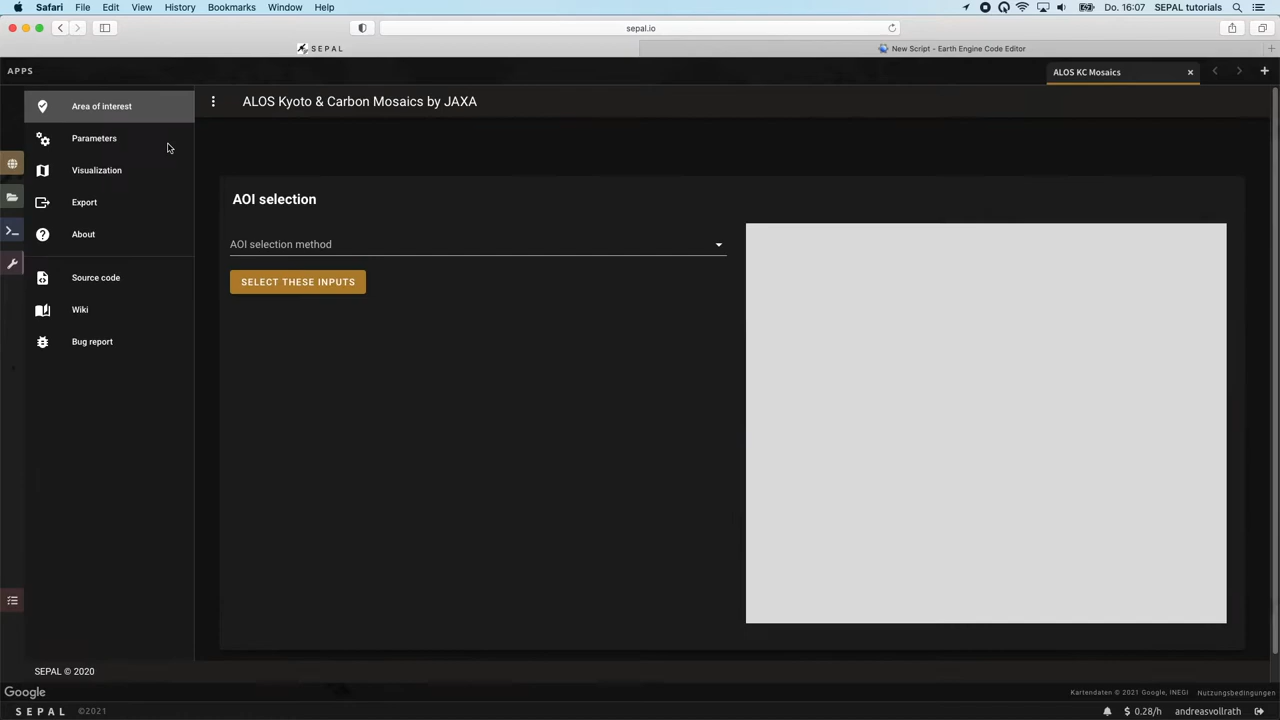 Safari File Edit View History Bookmarks Window Help Do. 16:07 SEPAL tutorials
sepal.io
SEPAL New Script - Earth Engine Code Editor
APPS ALOS KC Mosaics
Area of interest
ALOS Kyoto & Carbon Mosaics by JAXA
Parameters
Visualization
Export
About
Source code
Wiki
Bug report
AOI selection
AOI selection method
SELECT THESE INPUTS
SEPAL © 2020
Google Kartendaten © 2021 Google, INEGI Nutzungsbedingungen
SEPAL ©2021 $ 0.28/h andreasvollrath